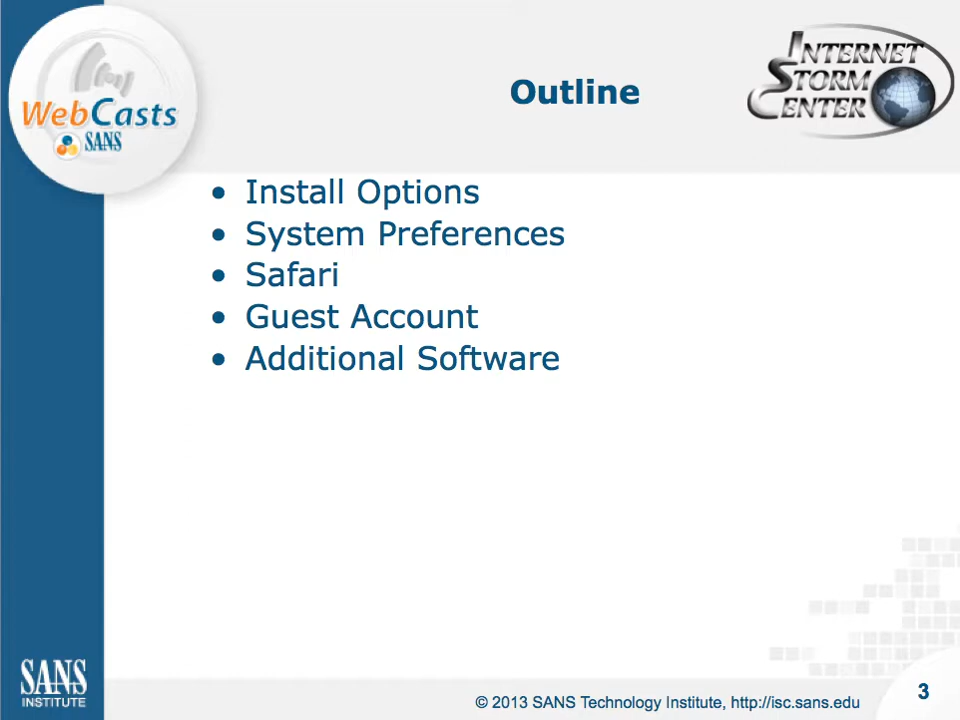 WebCasts
SANS
Outline
INTERNET
STORM
CENTER
• Install Options
• System Preferences
• Safari
• Guest Account
• Additional Software
SANS
INSTITUTE
© 2013 SANS Technology Institute, http://isc.sans.edu
3